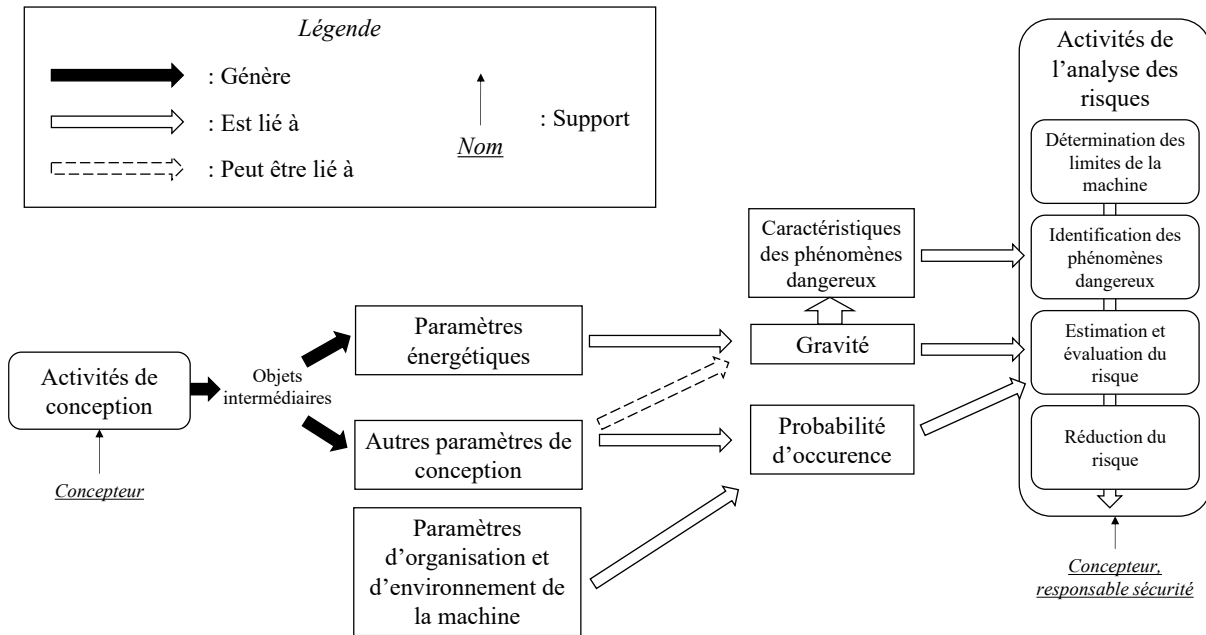 Légende
: Génère
: Est lié à
: Peut être lié à
Nom
: Support
Activités de
l’analyse des
risques
Détermination des
limites de la
machine
Identification des
phénomènes
dangereux
Estimation et
évaluation du
risque
Réduction du
risque
Concepteur,
responsable sécurité
Caractéristiques
des phénomènes
dangereux
Gravité
Probabilité
d’occurence
Paramètres
énergétiques
Autres paramètres de
conception
Paramètres
d’organisation et
d’environnement de
la machine
Objets
intermédiaires
Activités de
conception
Concepteur